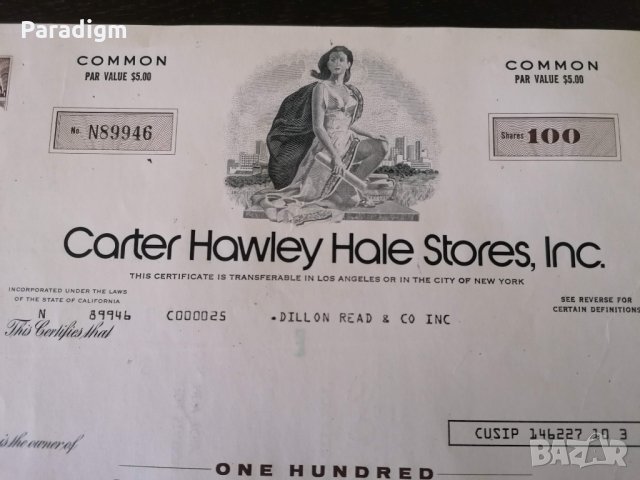 Paradigm
COMMON
PAR VALUE $5.00
COMMON
PAR VALUE $5.00
No. N89946
Shares 100
Carter Hawley Hale Stores, Inc.
THIS CERTIFICATE IS TRANSFERABLE IN LOS ANGELES OR IN THE CITY OF NEW YORK
INCORPORATED UNDER THE LAWS
OF THE STATE OF CALIFORNIA
SEE REVERSE FOR
CERTAIN DEFINITIONS
N 89946 C000025 .DILLON READ & CO INC
This Certifies that
is the owner of
CUSIP 146227 10 3
ONE HUNDRED
BAZAR